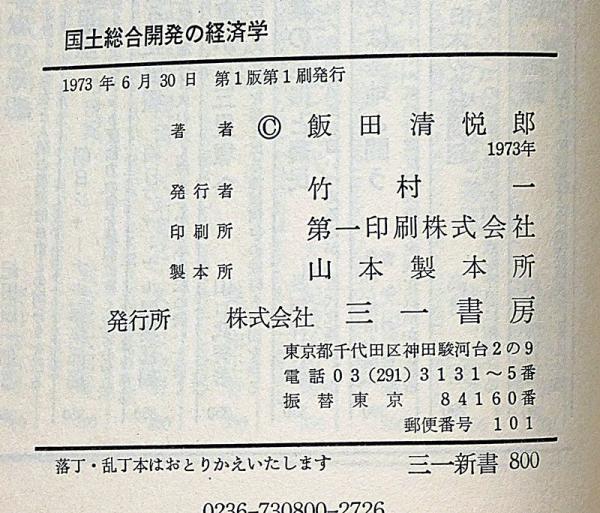 国土総合開発の経済学
1973年6月30日 第1版第1刷発行
著者 © 飯田清悦郎
1973年
発行者 竹村一
印刷所 第一印刷株式会社
製本所 山本製本所
発行所 株式会社 三一書房
東京都千代田区神田駿河台2の9
電話03(291)3131〜5番
振替東京 84160番
郵便番号 101
落丁・乱丁本はおとりかえいたします 三一新書 800
0236-730800-2726